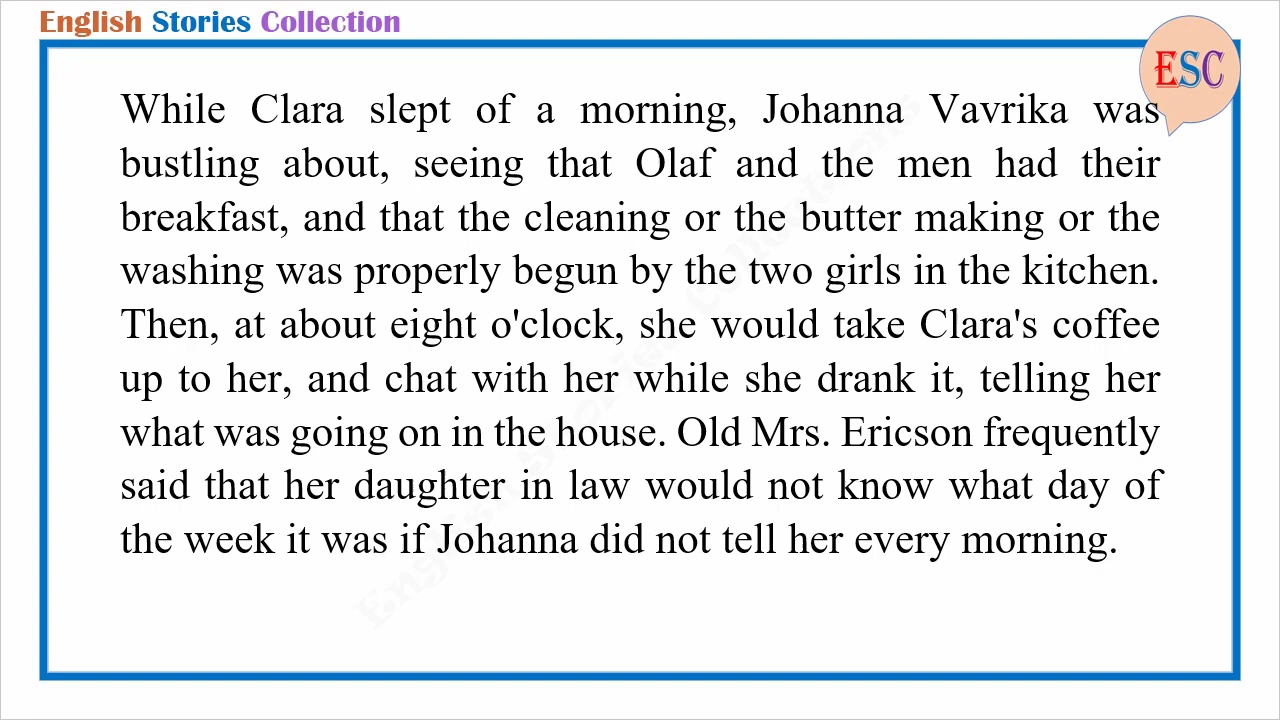 English Stories Collection
ESC
While Clara slept of a morning, Johanna Vavrika was
bustling about, seeing that Olaf and the men had their
breakfast, and that the cleaning or the butter making or the
washing was properly begun by the two girls in the kitchen.
Then, at about eight o'clock, she would take Clara's coffee
up to her, and chat with her while she drank it, telling her
what was going on in the house. Old Mrs. Ericson frequently
said that her daughter in law would not know what day of
the week it was if Johanna did not tell her every morning.